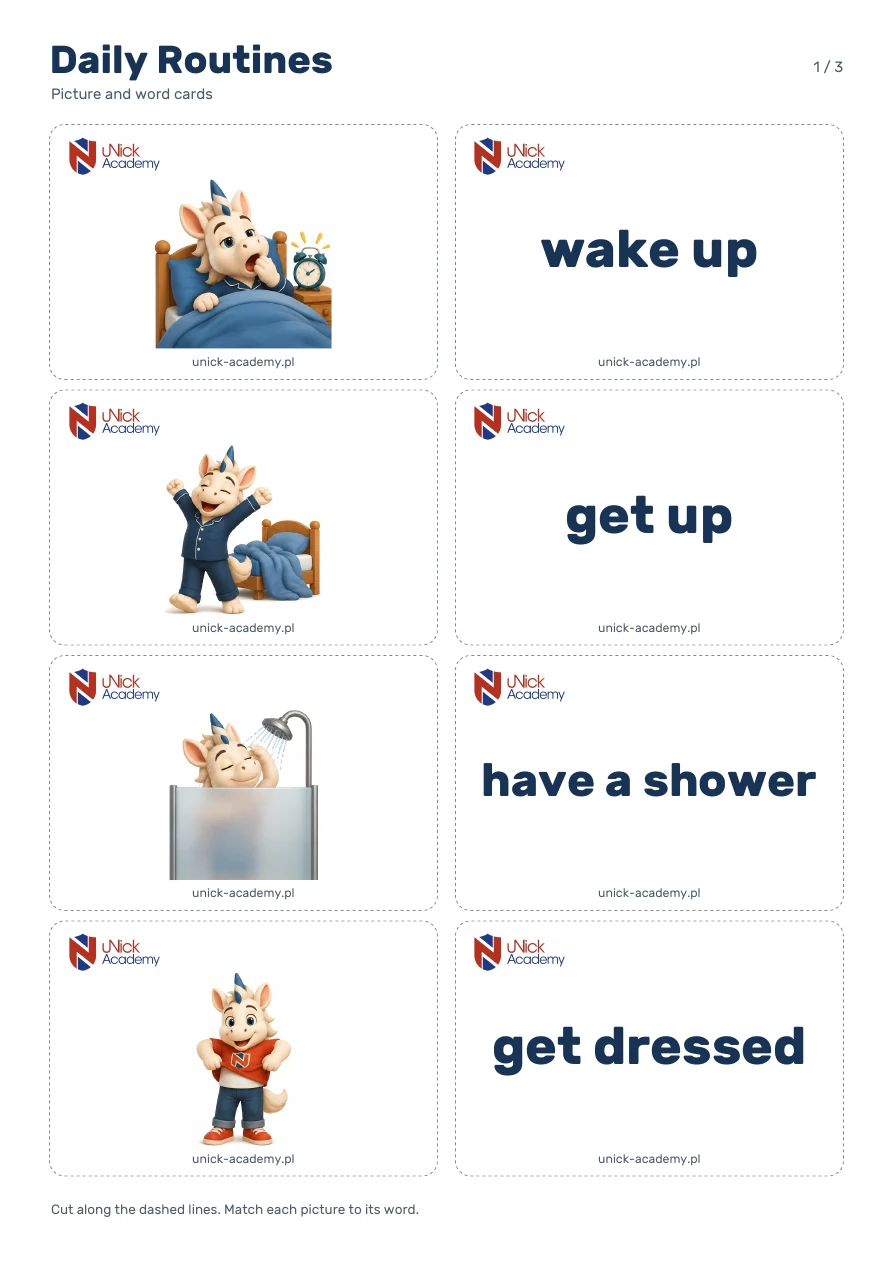 Daily Routines
1 / 3
Picture and word cards
uNick
Academy
unick-academy.pl
uNick
Academy
wake up
unick-academy.pl
uNick
Academy
unick-academy.pl
uNick
Academy
get up
unick-academy.pl
uNick
Academy
unick-academy.pl
uNick
Academy
have a shower
unick-academy.pl
uNick
Academy
unick-academy.pl
uNick
Academy
get dressed
unick-academy.pl
Cut along the dashed lines. Match each picture to its word.